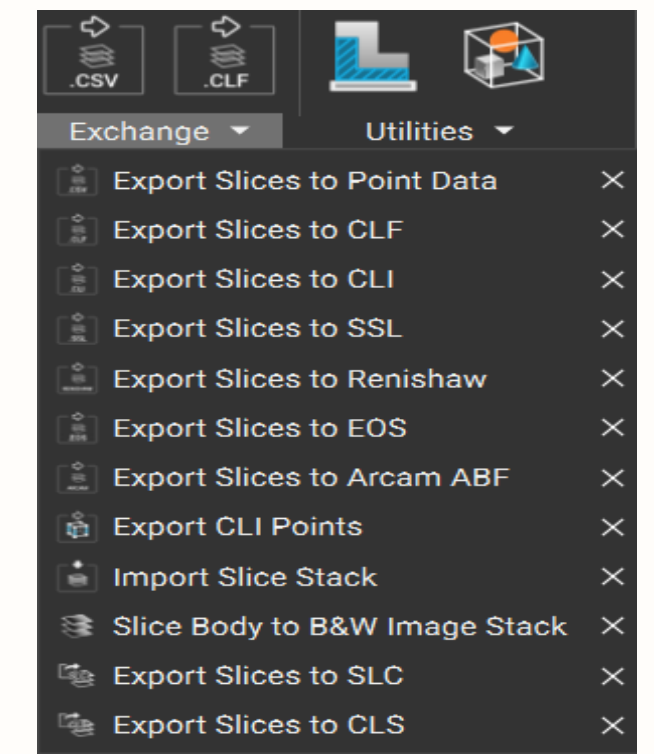 .CSV .CLF
Exchange Utilities
Export Slices to Point Data
Export Slices to CLF
Export Slices to CLI
Export Slices to SSL
Export Slices to Renishaw
Export Slices to EOS
Export Slices to Arcam ABF
Export CLI Points
Import Slice Stack
Slice Body to B&W Image Stack
Export Slices to SLC
Export Slices to CLS